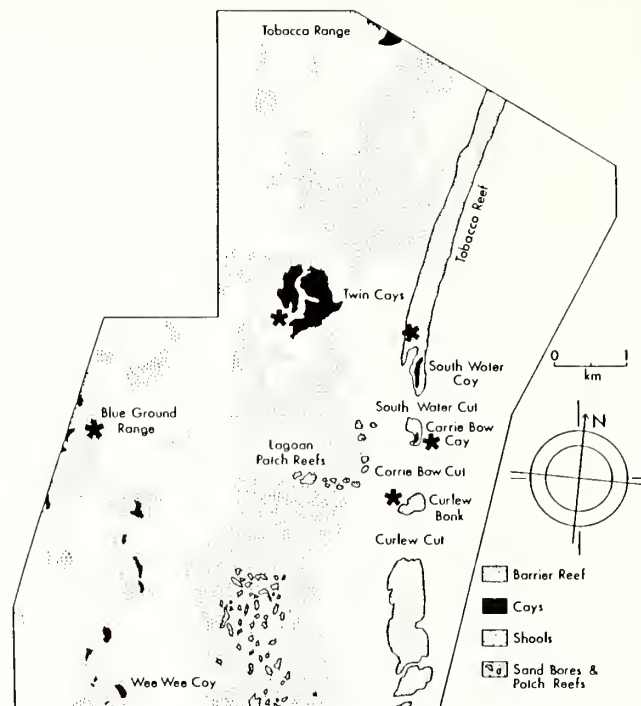 Tobacco Range
Tobacco Reef
Twin Cays
0 1
km
South Water
Cay
South Water Cut
Blue Ground
Range
Carrie Bow
Cay
N
Lagoon
Patch Reefs
Carrie Bow Cut
Curlew
Bank
Curlew Cut
Barrier Reef
Cays
Shoals
Sand Bores &
Patch Reefs
Wee Wee Cay